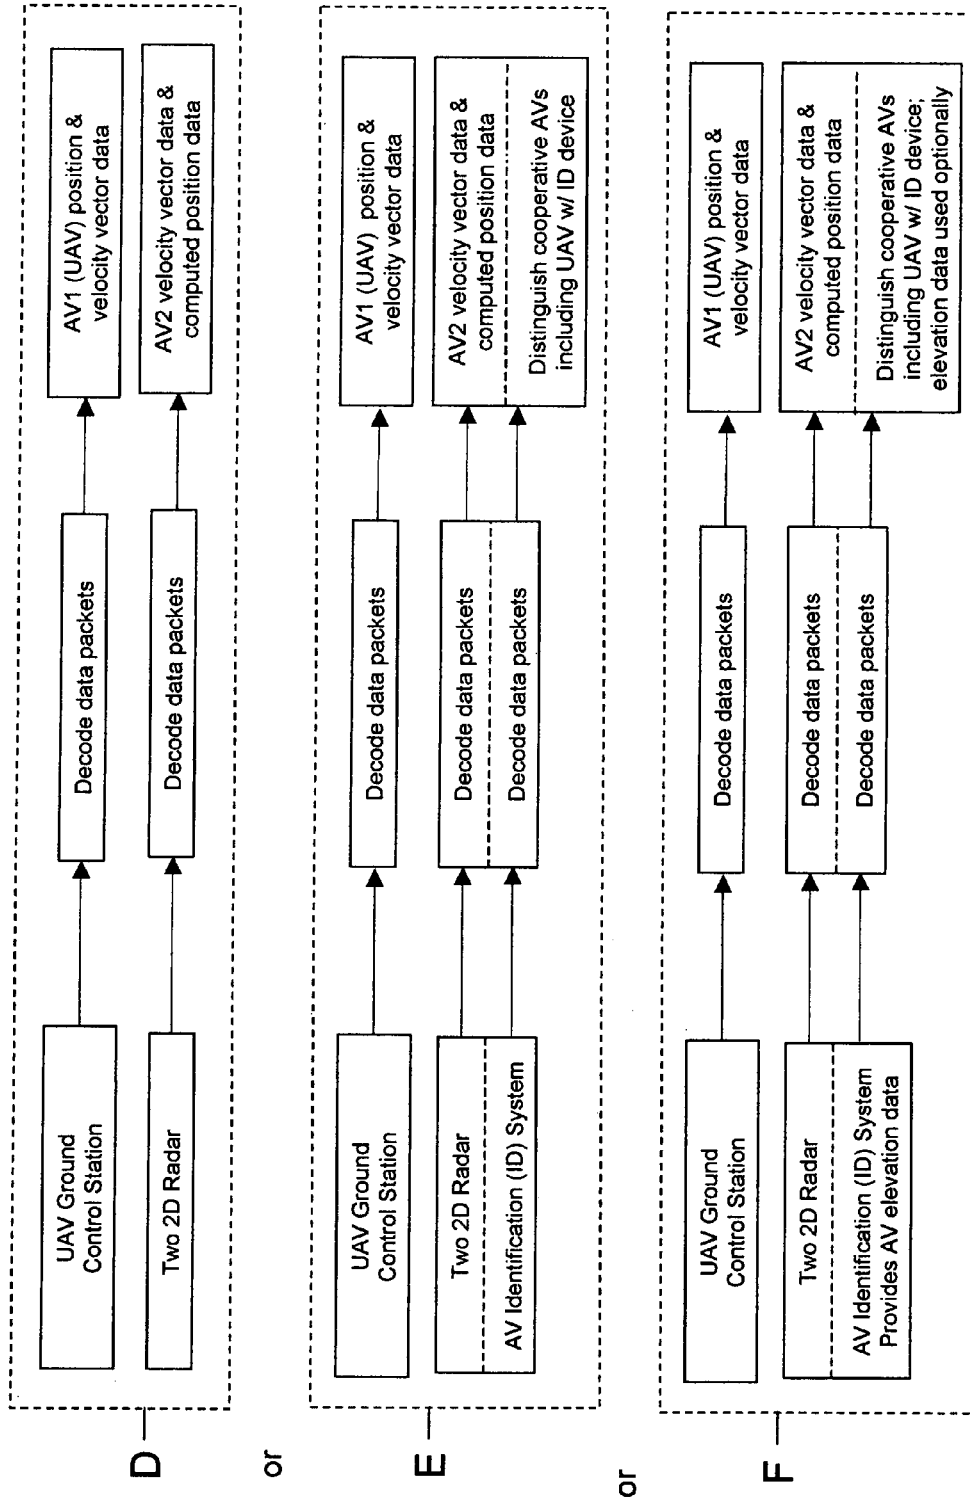 D
UAV Ground
Control Station
Decode data packets
AV1 (UAV) position &
velocity vector data
Two 2D Radar
Decode data packets
AV2 velocity vector data &
computed position data
or
E
UAV Ground
Control Station
Decode data packets
AV1 (UAV) position &
velocity vector data
Two 2D Radar
Decode data packets
AV2 velocity vector data &
computed position data
AV Identification (ID) System
Decode data packets
Distinguish cooperative AVs
including UAV w/ ID device
or
F
UAV Ground
Control Station
Decode data packets
AV1 (UAV) position &
velocity vector data
Two 2D Radar
Decode data packets
AV2 velocity vector data &
computed position data
AV Identification (ID) System
Provides AV elevation data
Decode data packets
Distinguish cooperative AVs
including UAV w/ ID device;
elevation data used optionally